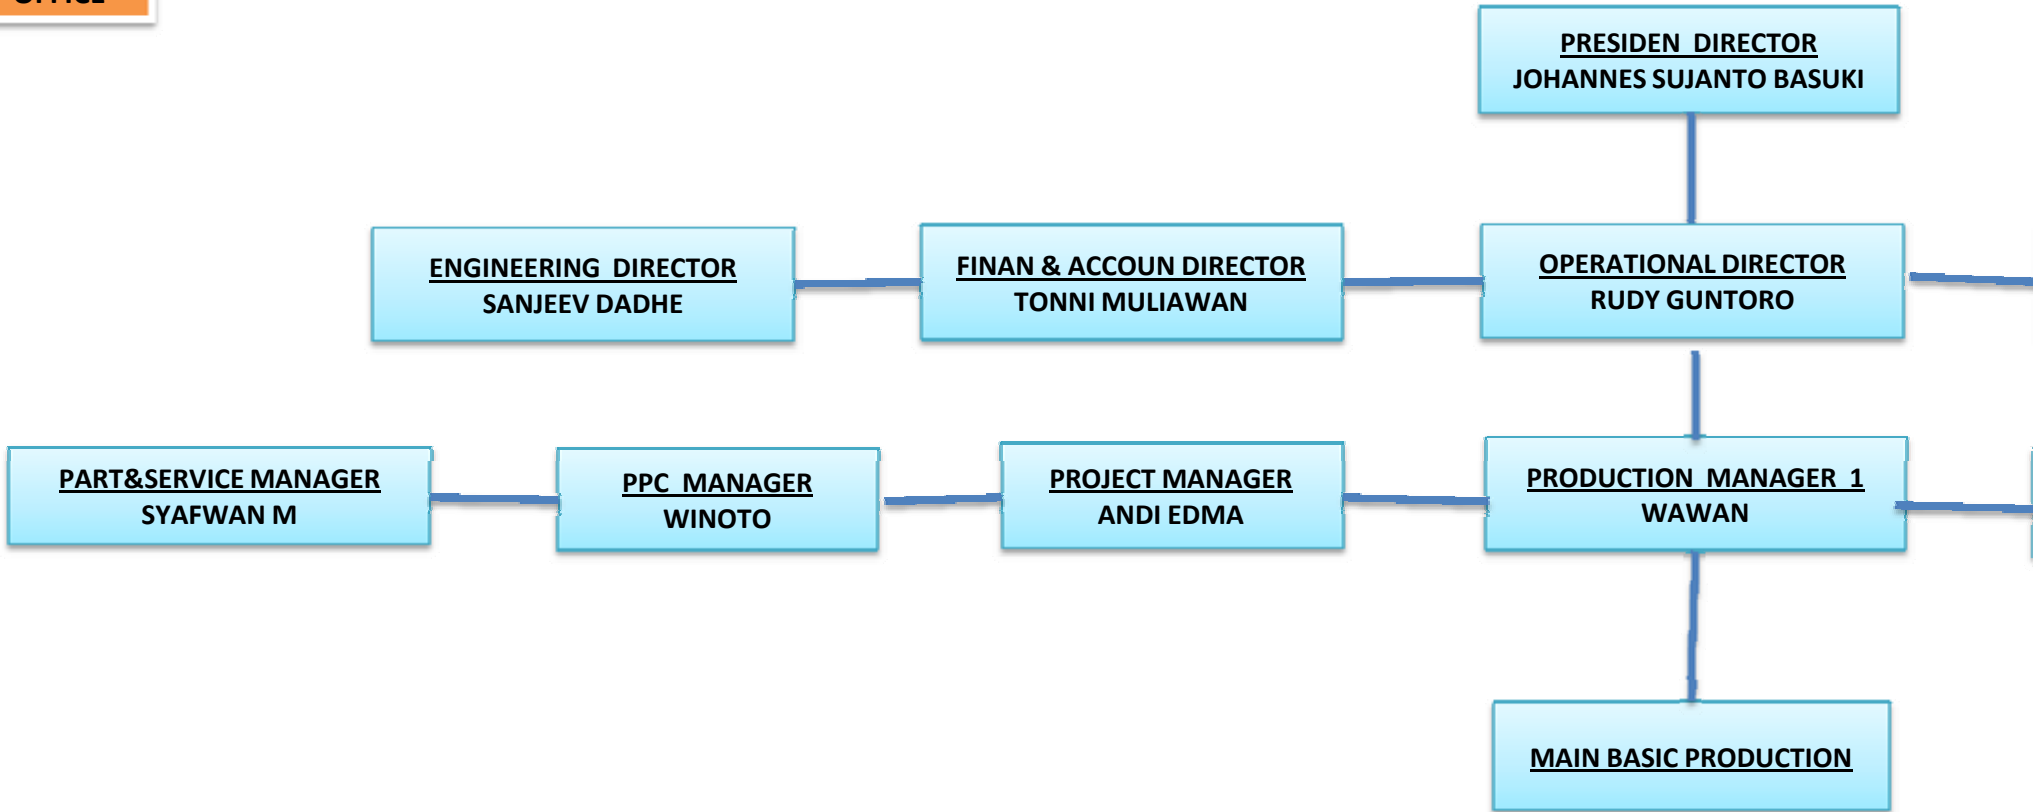 OFFICE
PRESIDEN DIRECTOR
JOHANNES SUJANTO BASUKI
ENGINEERING DIRECTOR
SANJEEV DADHE
FINAN & ACCOUN DIRECTOR
TONNI MULIAWAN
OPERATIONAL DIRECTOR
RUDY GUNTORO
PART&SERVICE MANAGER
SYAFWAN M
PPC MANAGER
WINOTO
PROJECT MANAGER
ANDI EDMA
PRODUCTION MANAGER 1
WAWAN
MAIN BASIC PRODUCTION